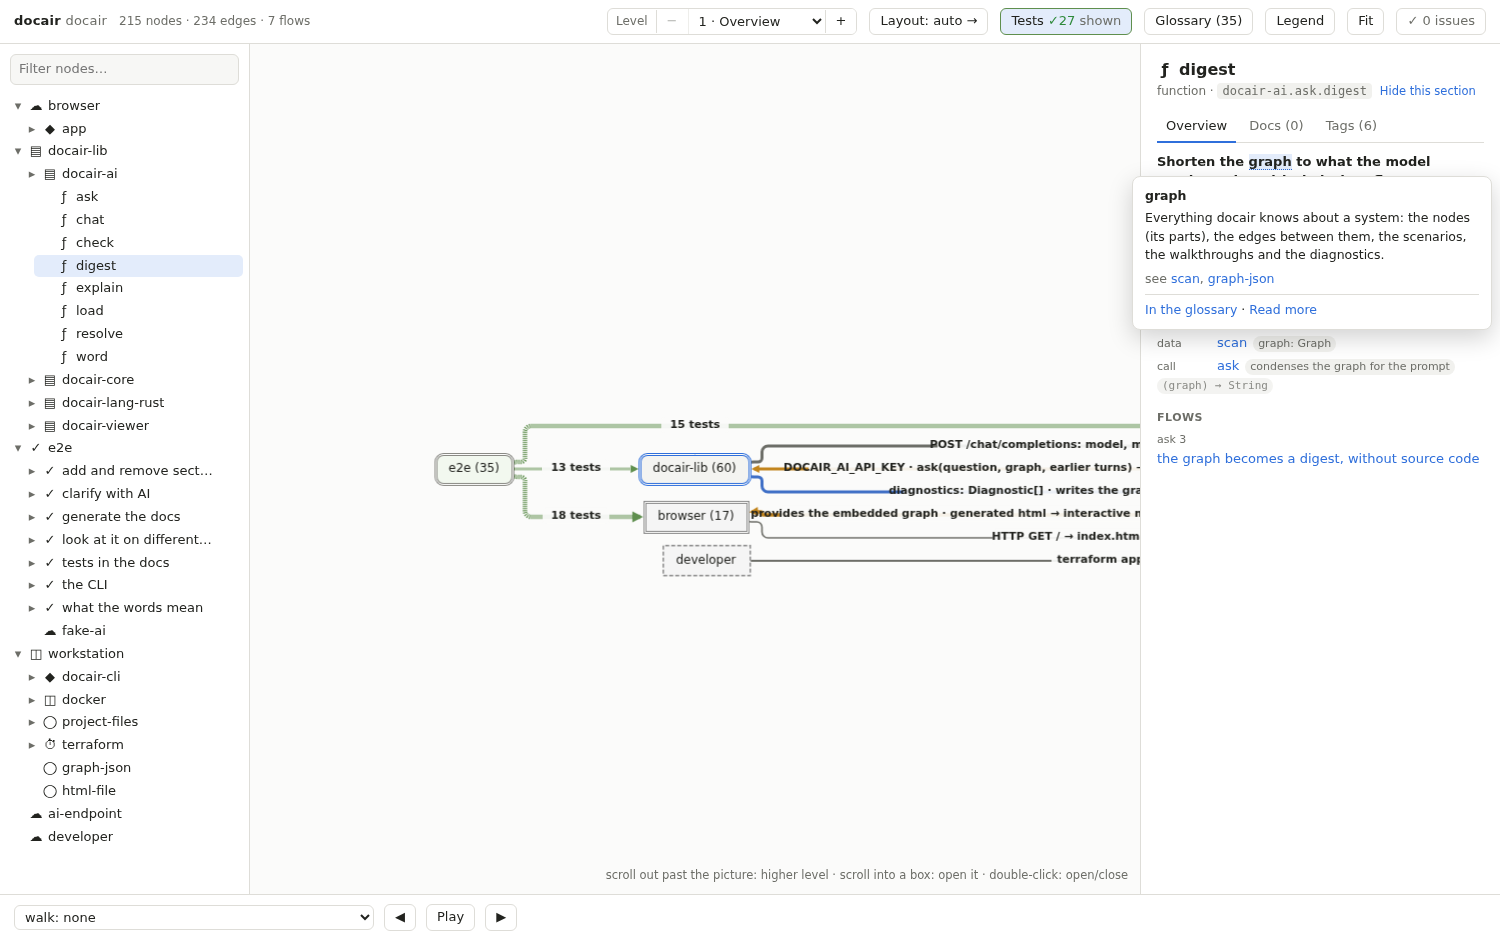 docair docair 215 nodes · 234 edges · 7 flows
Level − 1 · Overview + Layout: auto → Tests ✓27 shown Glossary (35) Legend Fit ✓ 0 issues
Filter nodes...
▾ ☁ browser
▸ ◆ app
▾ ▤ docair-lib
▸ ▤ docair-ai
ƒ ask
ƒ chat
ƒ check
ƒ digest
ƒ explain
ƒ load
ƒ resolve
ƒ word
▸ ▤ docair-core
▸ ▤ docair-lang-rust
▸ ▤ docair-viewer
▾ ✓ e2e
▸ ✓ add and remove sect…
▸ ✓ clarify with AI
▸ ✓ generate the docs
▸ ✓ look at it on different…
▸ ✓ tests in the docs
▸ ✓ the CLI
▸ ✓ what the words mean
☁ fake-ai
▾ ◫ workstation
▸ ◆ docair-cli
▸ ◫ docker
▸ ◯ project-files
▸ ⏱ terraform
◯ graph-json
◯ html-file
☁ ai-endpoint
☁ developer
15 tests
POST /chat/completions: model, m
e2e (35) 13 tests docair-lib (60) DOCAIR_AI_API_KEY · ask(question, graph, earlier turns) -
diagnostics: Diagnostic[] · writes the gra
18 tests browser (17) provides the embedded graph · generated html → interactive m
HTTP GET / → index.htm
developer terraform app
scroll out past the picture: higher level · scroll into a box: open it · double-click: open/close
ƒ digest
function · docair-ai.ask.digest Hide this section
Overview Docs (0) Tags (6)
Shorten the graph to what the model
graph
Everything docair knows about a system: the nodes
(its parts), the edges between them, the scenarios,
the walkthroughs and the diagnostics.
see scan, graph-json
In the glossary · Read more
data scan graph: Graph
call ask condenses the graph for the prompt
(graph) → String
FLOWS
ask 3
the graph becomes a digest, without source code
walk: none ◀ Play ▶